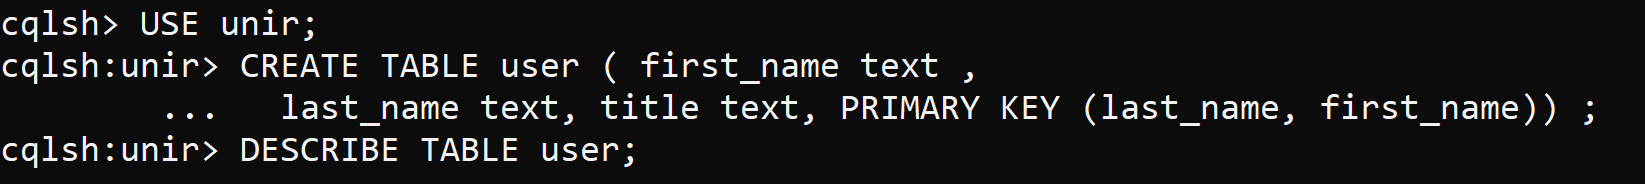 cqlsh> USE unir;
cqlsh:unir> CREATE TABLE user ( first_name text ,
        ...   last_name text, title text, PRIMARY KEY (last_name, first_name)) ;
cqlsh:unir> DESCRIBE TABLE user;